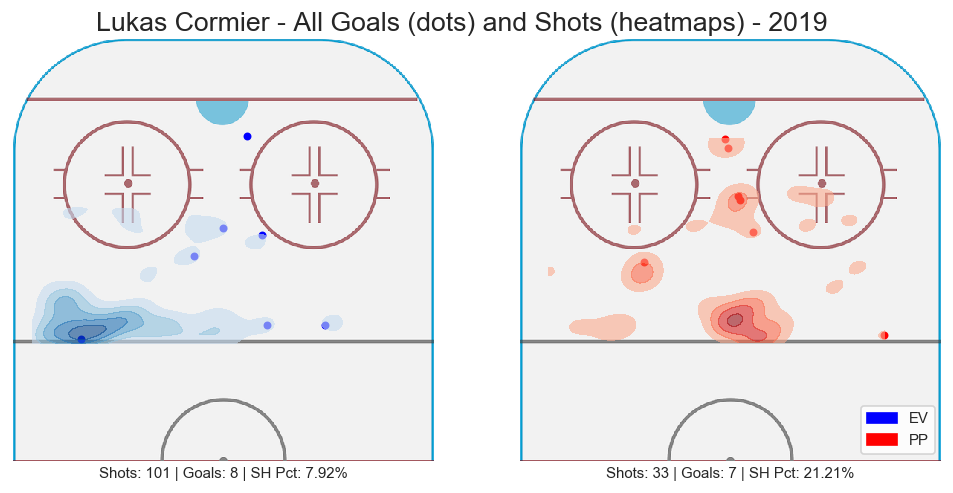 Lukas Cormier - All Goals (dots) and Shots (heatmaps) - 2019
EV
PP
Shots: 101 | Goals: 8 | SH Pct: 7.92%
Shots: 33 | Goals: 7 | SH Pct: 21.21%